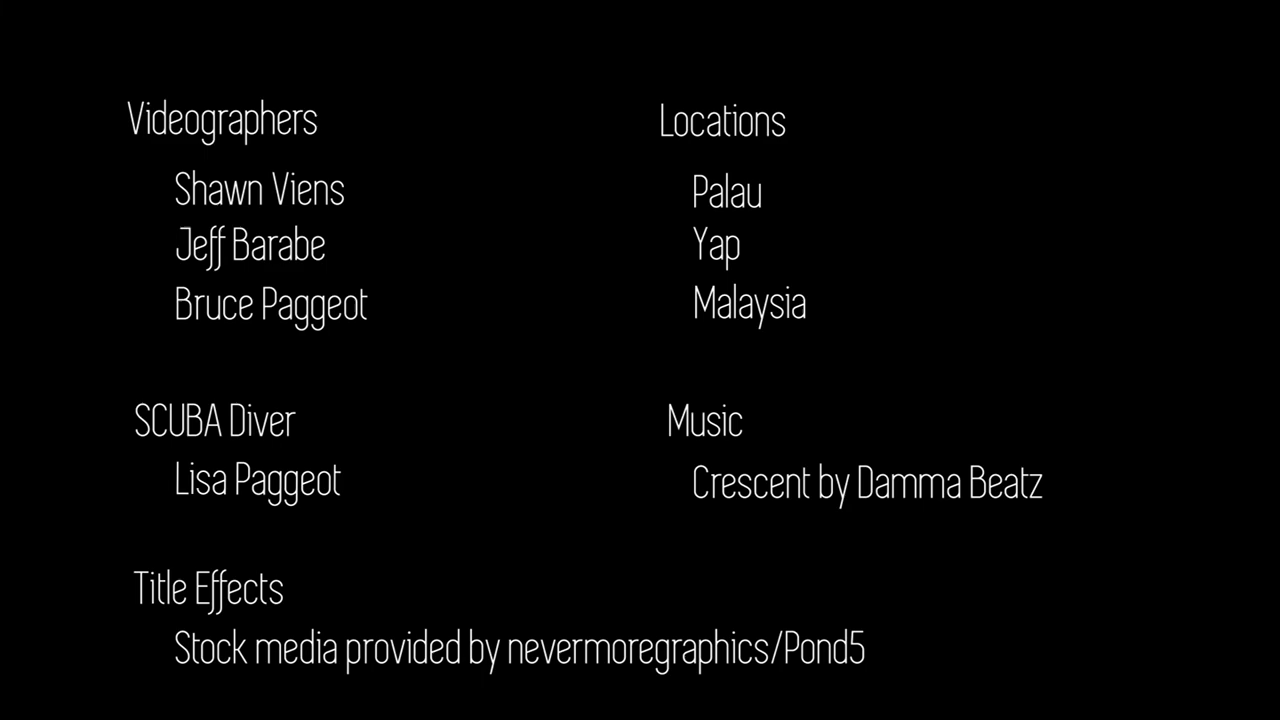 Videographers
Shawn Viens
Jeff Barabe
Bruce Paggeot
SCUBA Diver
Lisa Paggeot
Title Effects
Stock media provided by nevermoregraphics/Pond5
Locations
Palau
Yap
Malaysia
Music
Crescent by Damma Beatz